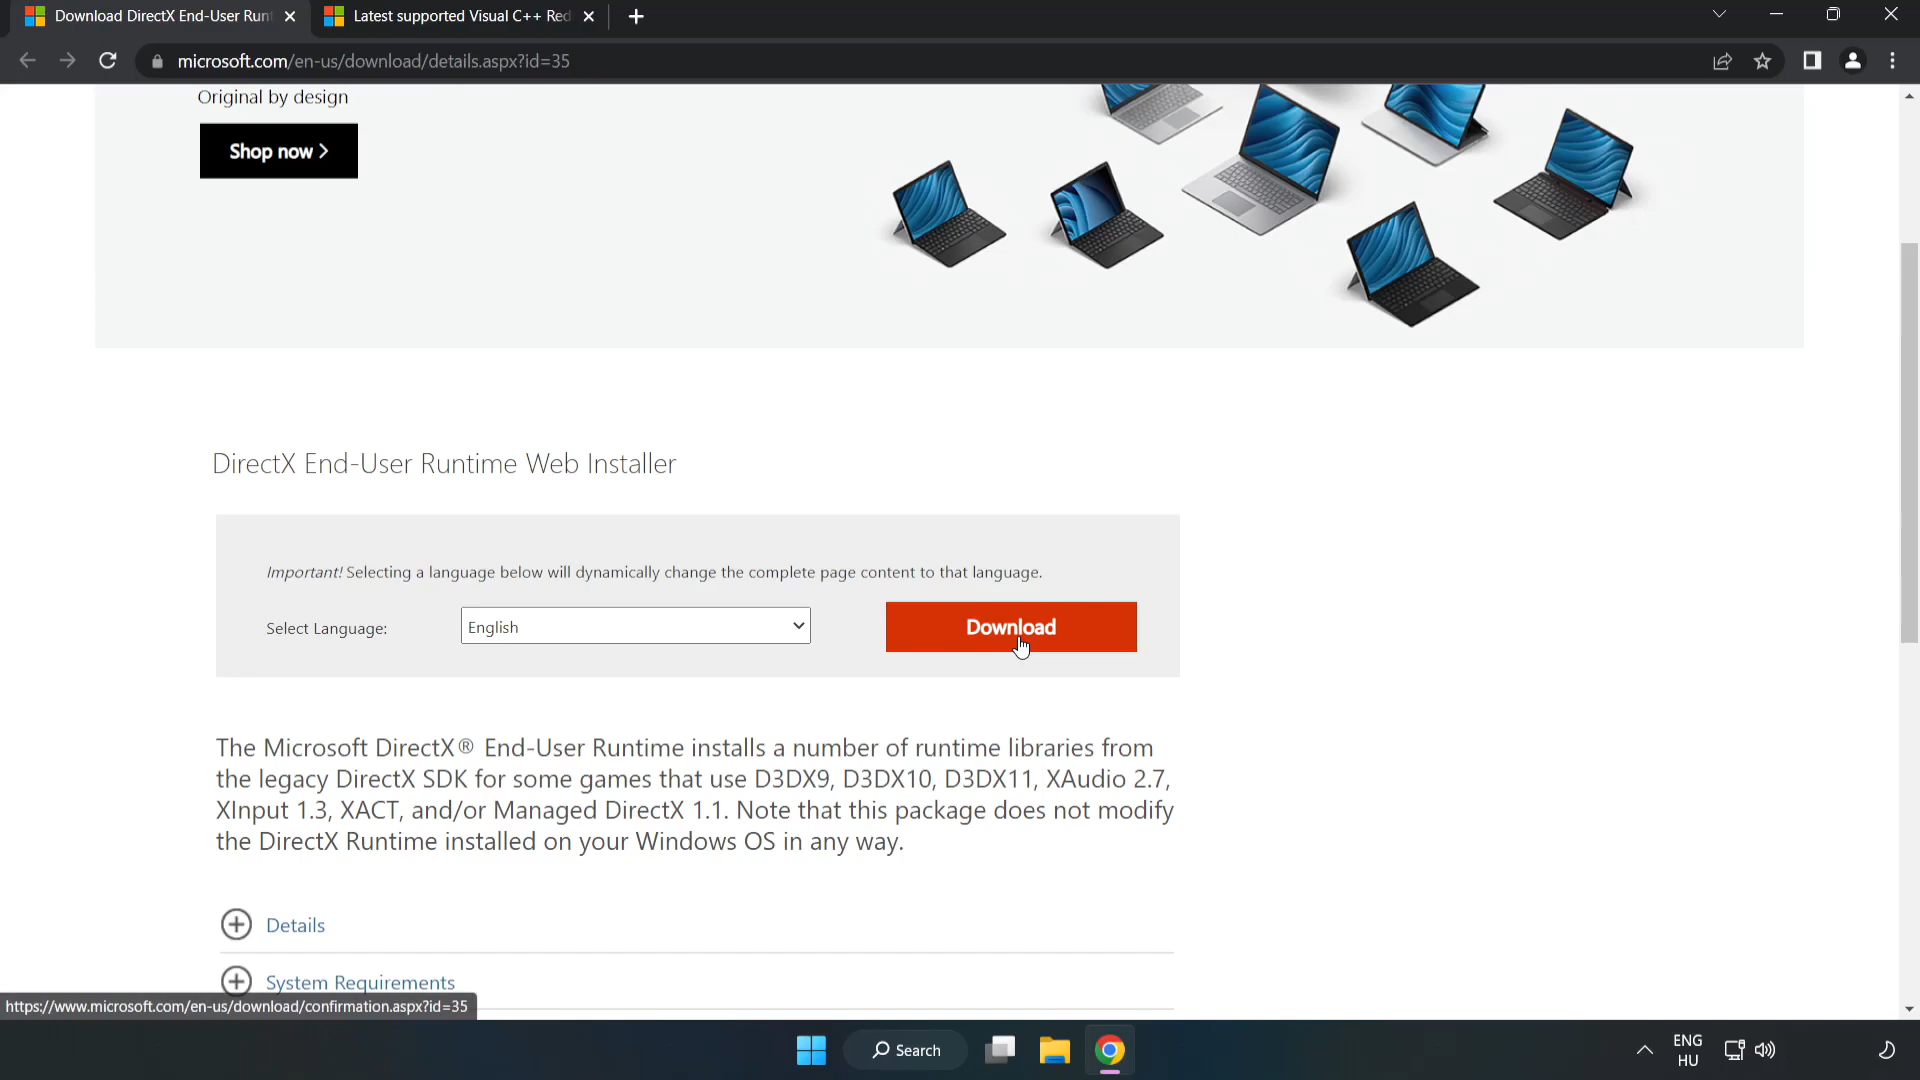 Download DirectX End-User Runt
Latest supported Visual C++ Red
microsoft.com/en-us/download/details.aspx?id=35
Original by design
Shop now >
DirectX End-User Runtime Web Installer
Important! Selecting a language below will dynamically change the complete page content to that language.
Select Language:
English
Download
The Microsoft DirectX® End-User Runtime installs a number of runtime libraries from
the legacy DirectX SDK for some games that use D3DX9, D3DX10, D3DX11, XAudio 2.7,
XInput 1.3, XACT, and/or Managed DirectX 1.1. Note that this package does not modify
the DirectX Runtime installed on your Windows OS in any way.
Details
System Requirements
https://www.microsoft.com/en-us/download/confirmation.aspx?id=35
Search
ENG
HU